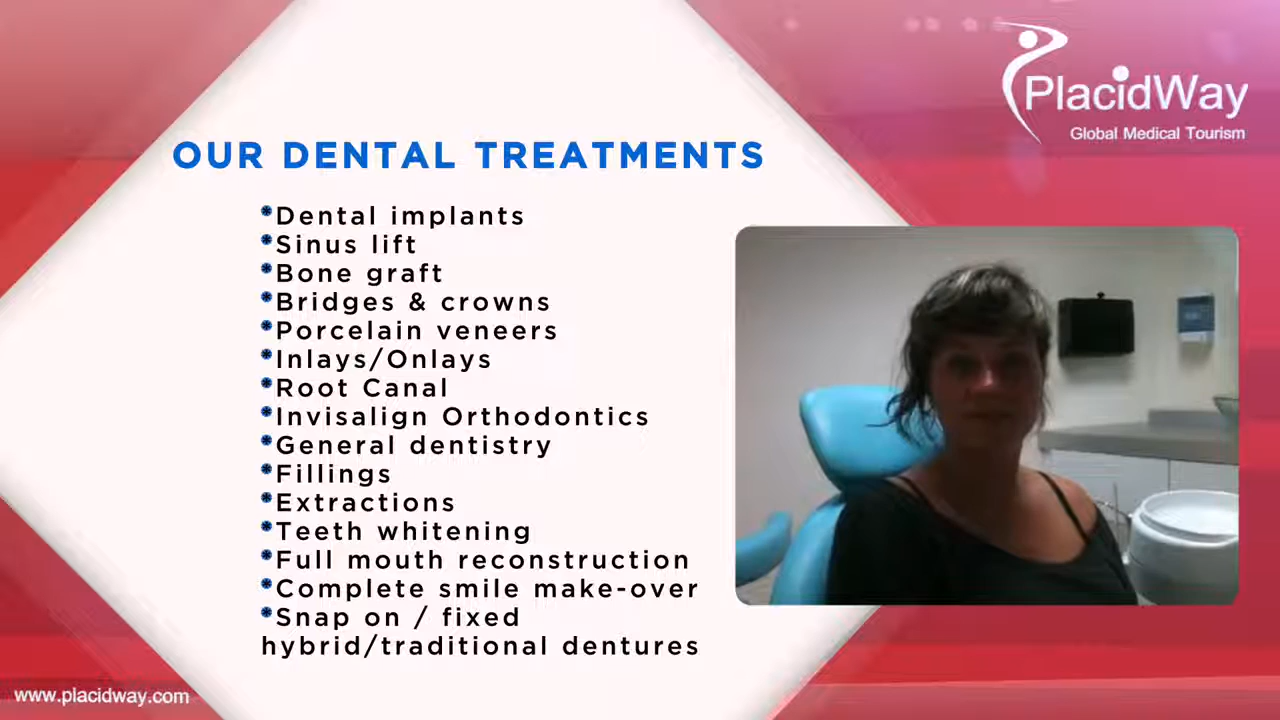 PlacidWay
Global Medical Tourism
OUR DENTAL TREATMENTS
*Dental implants
*Sinus lift
*Bone graft
*Bridges & crowns
*Porcelain veneers
*Inlays/Onlays
*Root Canal
*Invisalign Orthodontics
*General dentistry
*Fillings
*Extractions
*Teeth whitening
*Full mouth reconstruction
*Complete smile make-over
*Snap on / fixed
hybrid/traditional dentures
www.placidway.com